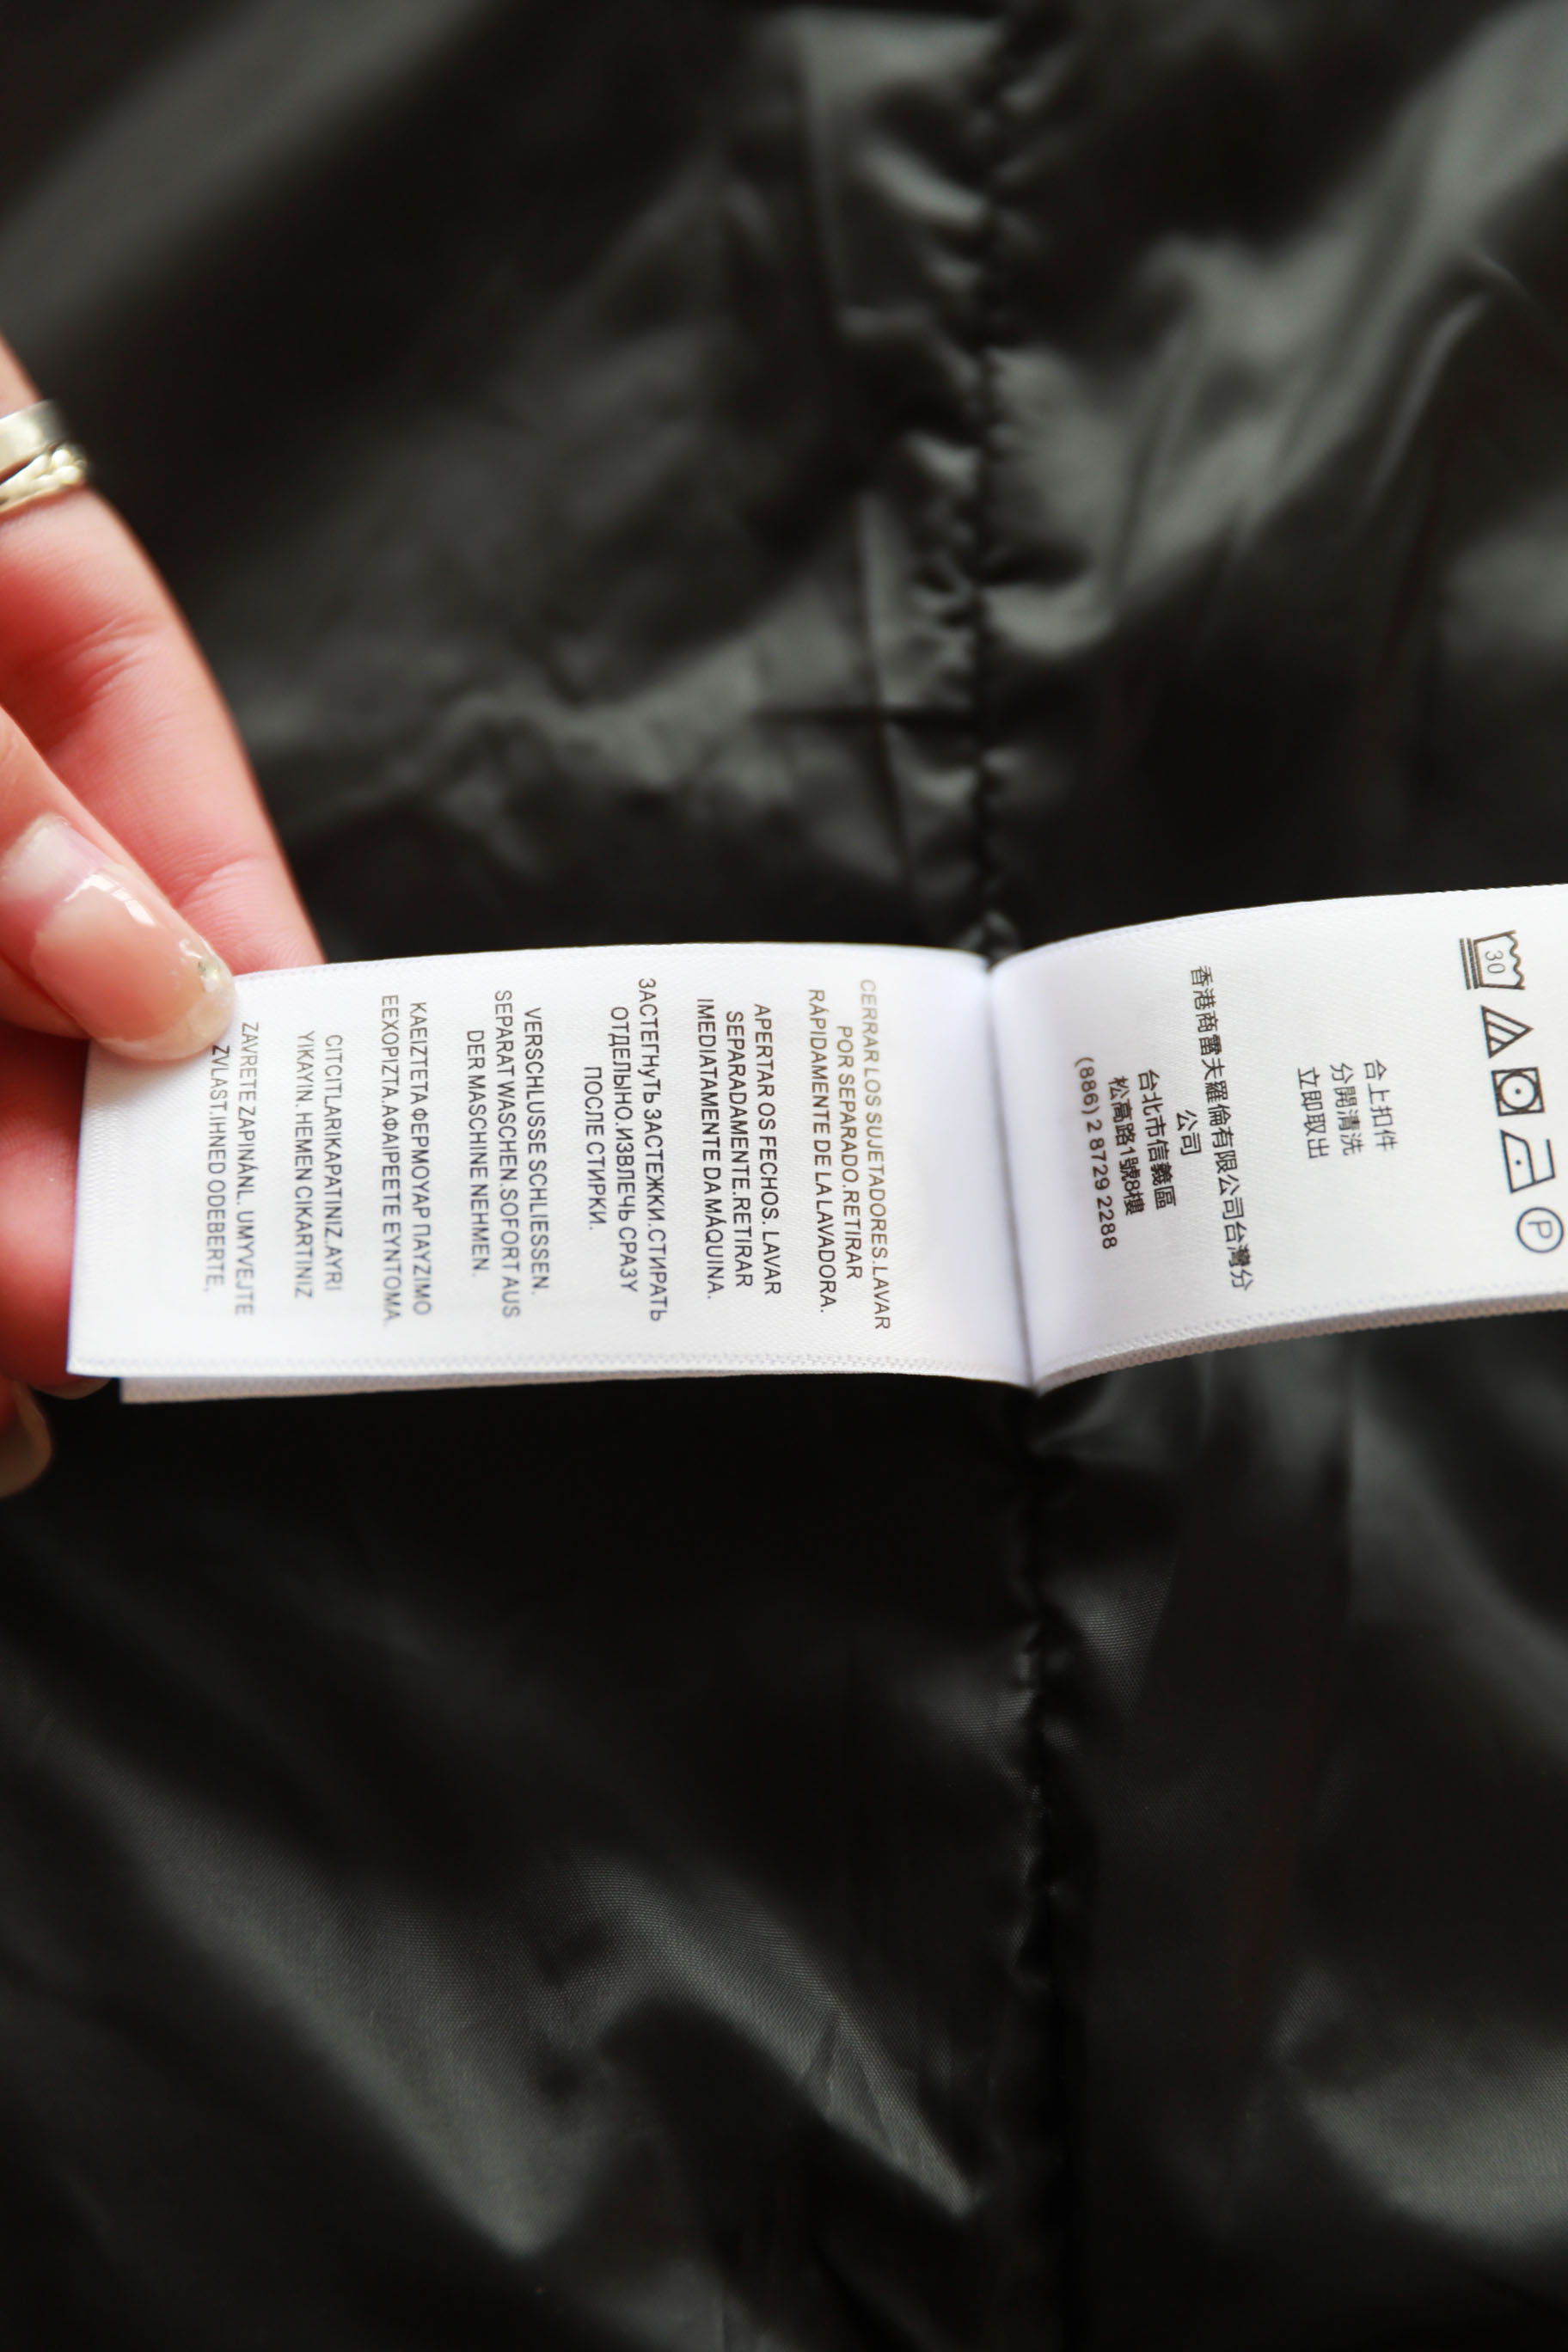 30
P
合上扣件
分開清洗
立即取出
香港商雷夫羅倫有限公司台灣分
公司
台北市信義區
松高路1號8樓
(886) 2 8729 2288
CERRAR LOS SUJETADORES.LAVAR
POR SEPARADO.RETIRAR
RÁPIDAMENTE DE LA LAVADORA.
APERTAR OS FECHOS. LAVAR
SEPARADAMENTE.RETIRAR
IMEDIATAMENTE DA MÁQUINA.
ЗАСТЕГНуТЬ ЗАСТЕЖКИ.СТИРАТЬ
ОТДЕЛЬНО.ИЗВЛЕЧЬ СРАЗУ
ПОСЛЕ СТИРКИ.
VERSCHLUSSE SCHLIESSEN.
SEPARAT WASCHEN.SOFORT AUS
DER MASCHINE NEHMEN.
ΚΑΕΙΖΤΕ ΤΑ ΦΕΡΜΟΥΑΡ ΠΑΥΖΙΜΟ
ΕΕΧΟΡΙΖΤΑ.ΑΦΑΙΡΕΕΤΕ ΕΥΝΤΟΜΑ.
CITCITLARIKAPATINIZ.AYRI
YIKAYIN. HEMEN CIKARTINIZ
ZAVRETE ZAPINÁNL. UMYVEJTE
ZVLAST.IHNED ODEBERTE.